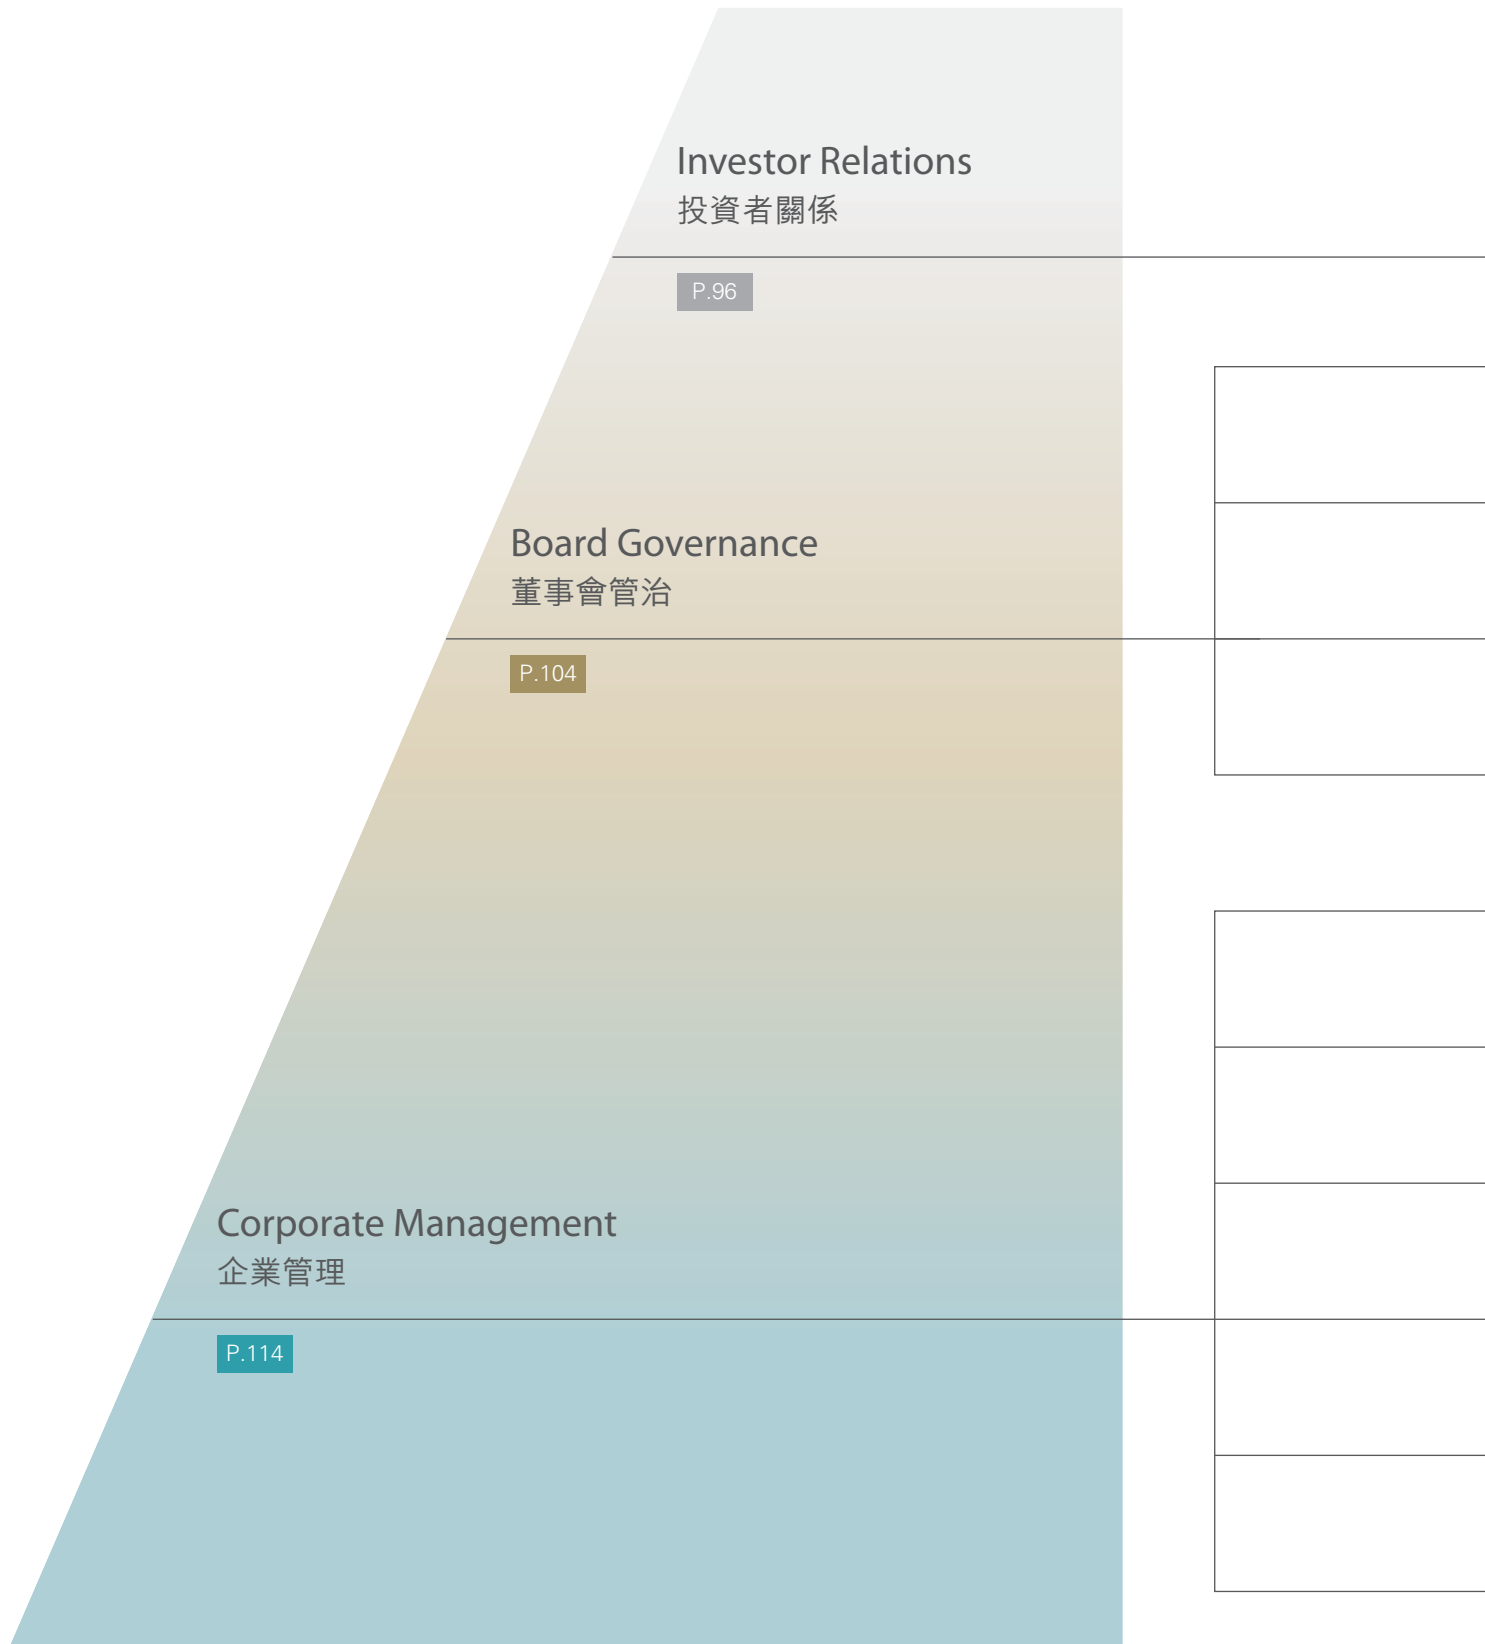 Investor Relations
投資者關係
P.96
Board Governance
董事會管治
P.104
Corporate Management
企業管理
P.114